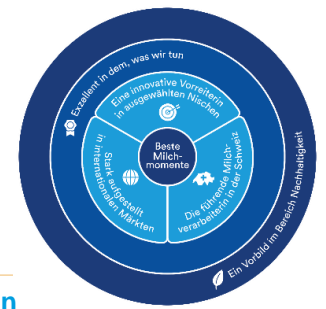 Exzellent in dem, was wir tun
Eine innovative Vorreiterin
in ausgewählten Nischen
Beste
Milch-
momente
Stark aufgestellt
in internationalen Märkten
Die führende Milch-
verarbeiterin in der Schweiz
Ein Vorbild im Bereich Nachhaltigkeit
n